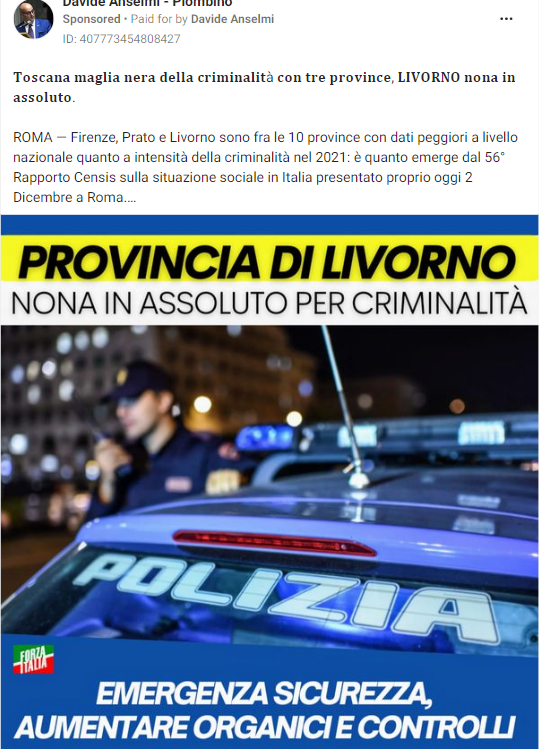 Davide Anselmi - Piombino
Sponsored • Paid for by Davide Anselmi
ID: 407773454808427
Toscana maglia nera della criminalità con tre province, LIVORNO nona in
assoluto.
ROMA — Firenze, Prato e Livorno sono fra le 10 province con dati peggiori a livello
nazionale quanto a intensità della criminalità nel 2021: è quanto emerge dal 56°
Rapporto Censis sulla situazione sociale in Italia presentato proprio oggi 2
Dicembre a Roma....
PROVINCIA DI LIVORNO
NONA IN ASSOLUTO PER CRIMINALITÀ
POLIZIA
FORZA
ITALIA
EMERGENZA SICUREZZA,
AUMENTARE ORGANICI E CONTROLLI